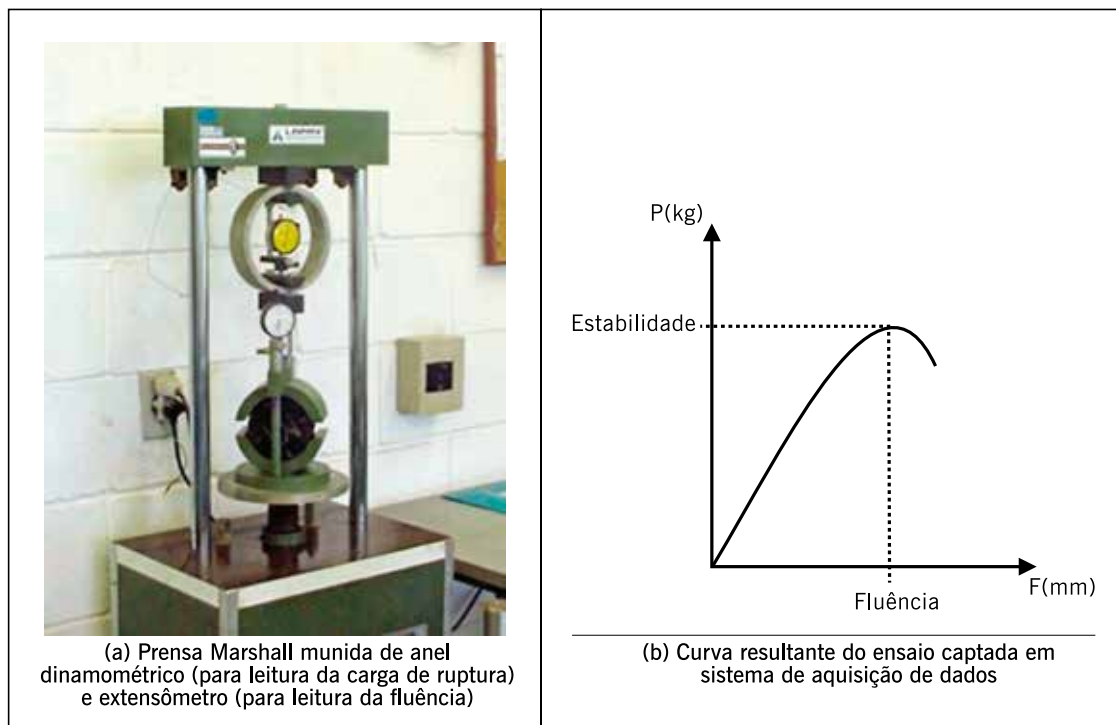 (a) Prensa Marshall munida de anel
dinamométrico (para leitura da carga de ruptura)
e extensômetro (para leitura da fluência)
P(kg)
Estabilidade
Fluência
F(mm)
(b) Curva resultante do ensaio captada em
sistema de aquisição de dados